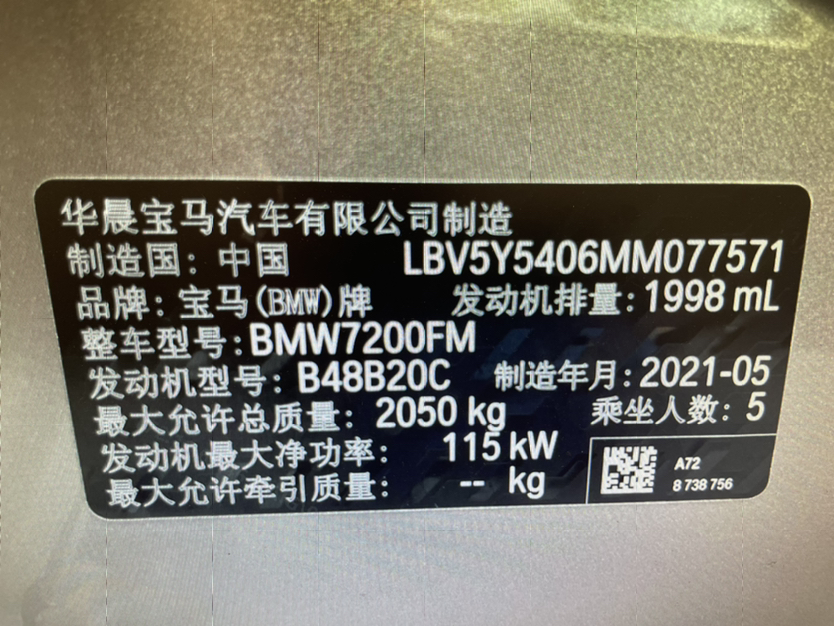 华晨宝马汽车有限公司制造
制造国：中国 LBV5Y5406MM077571
品牌：宝马(BMW)牌 发动机排量：1998 mL
整车型号：BMW7200FM
发动机型号：B48B20C 制造年月：2021-05
最大允许总质量：2050 kg 乘坐人数：5
发动机最大净功率：115 kW
最大允许牵引质量：-- kg
A72
8 738 756